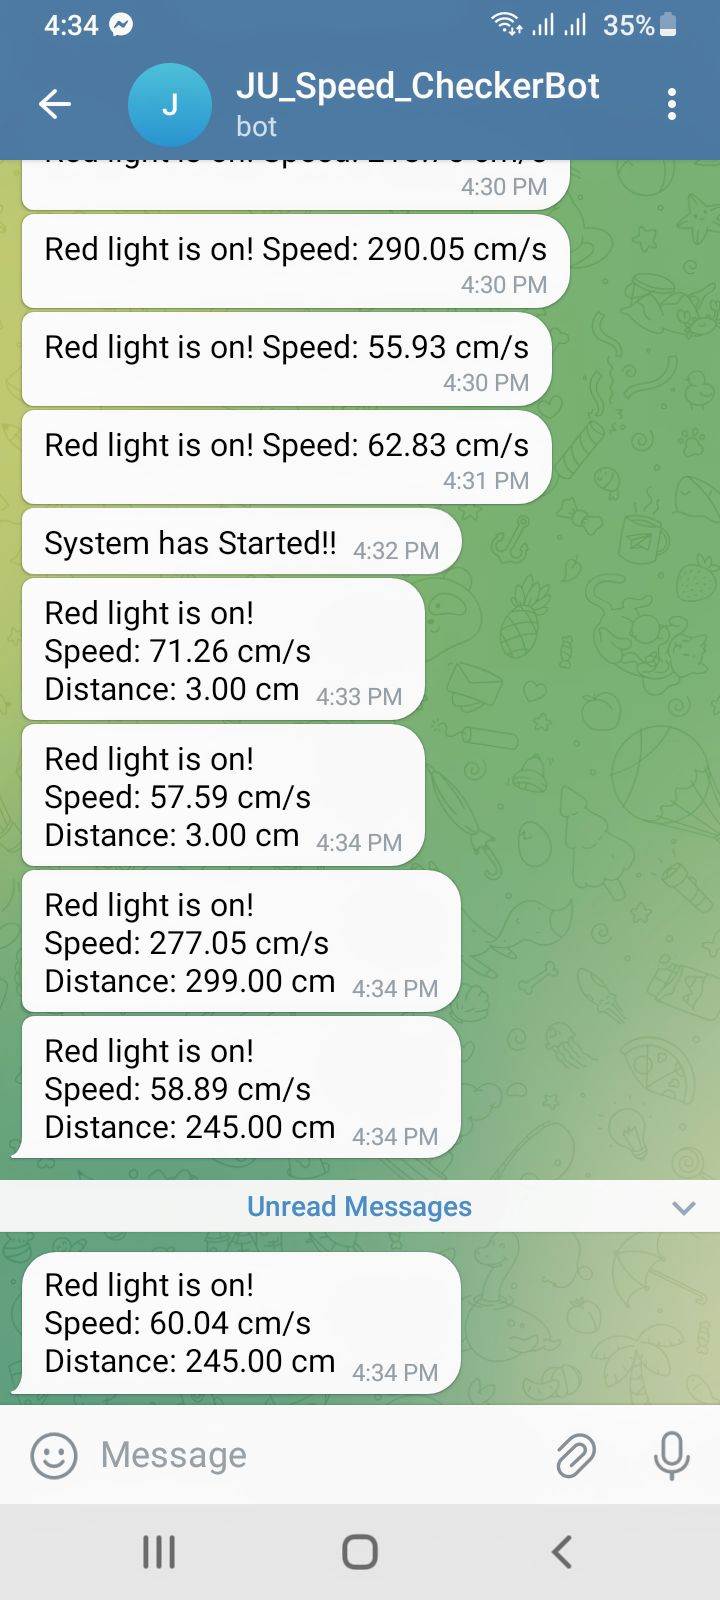 4:34
35%
J
JU_Speed_CheckerBot
bot
Red light is on! Speed:
4:30 PM
Red light is on! Speed: 290.05 cm/s
4:30 PM
Red light is on! Speed: 55.93 cm/s
4:30 PM
Red light is on! Speed: 62.83 cm/s
4:31 PM
System has Started!! 4:32 PM
Red light is on!
Speed: 71.26 cm/s
Distance: 3.00 cm 4:33 PM
Red light is on!
Speed: 57.59 cm/s
Distance: 3.00 cm 4:34 PM
Red light is on!
Speed: 277.05 cm/s
Distance: 299.00 cm 4:34 PM
Red light is on!
Speed: 58.89 cm/s
Distance: 245.00 cm 4:34 PM
Unread Messages
Red light is on!
Speed: 60.04 cm/s
Distance: 245.00 cm 4:34 PM
Message